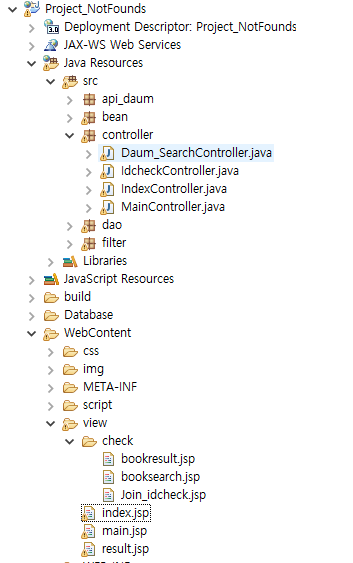 Project_NotFounds
Deployment Descriptor: Project_NotFounds
JAX-WS Web Services
Java Resources
src
api_daum
bean
controller
Daum_SearchController.java
IdcheckController.java
IndexController.java
MainController.java
dao
filter
Libraries
JavaScript Resources
build
Database
WebContent
css
img
META-INF
script
view
check
bookresult.jsp
booksearch.jsp
Join_idcheck.jsp
index.jsp
main.jsp
result.jsp